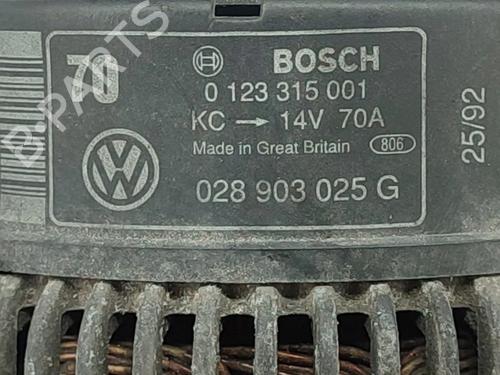 B-PARTS
70
BOSCH
0 123 315 001
KC → 14V 70A
Made in Great Britain 806
028 903 025 G
25/92